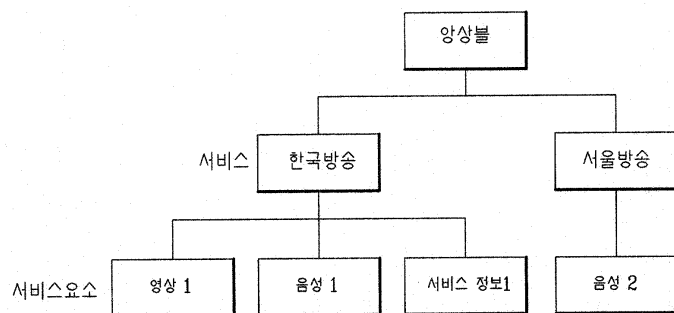 앙상블
서비스 한국방송 서울방송
서비스요소 영상 1 음성 1 서비스 정보1 음성 2